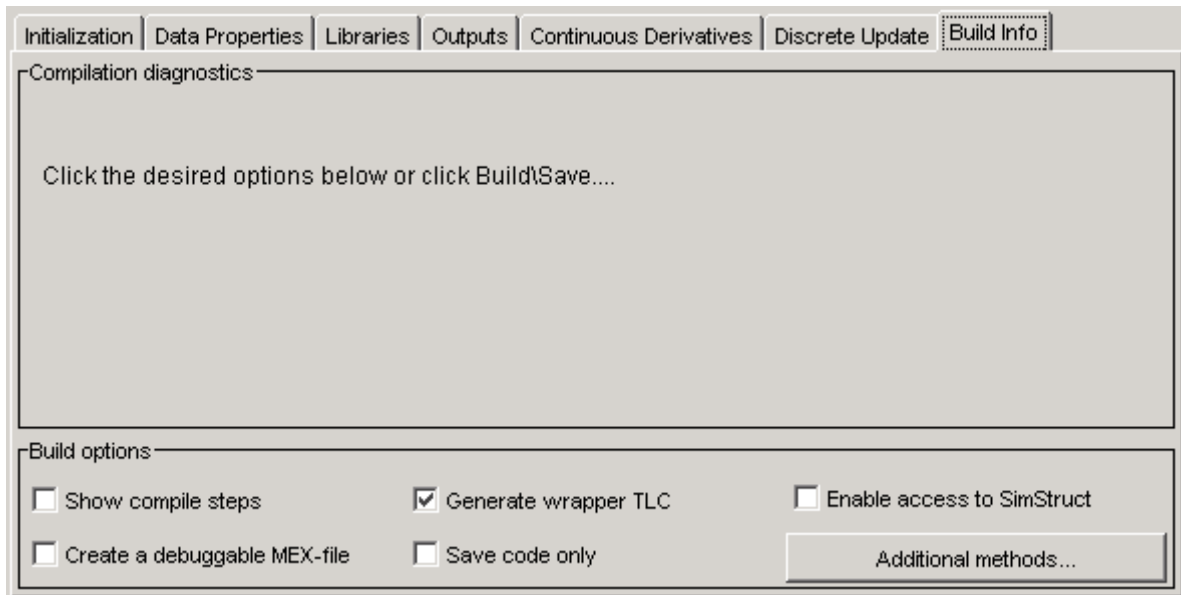 Initialization Data Properties Libraries Outputs Continuous Derivatives Discrete Update Build Info
Compilation diagnostics
Click the desired options below or click Build\Save....
Build options
Show compile steps Generate wrapper TLC Enable access to SimStruct
Create a debuggable MEX-file Save code only Additional methods...